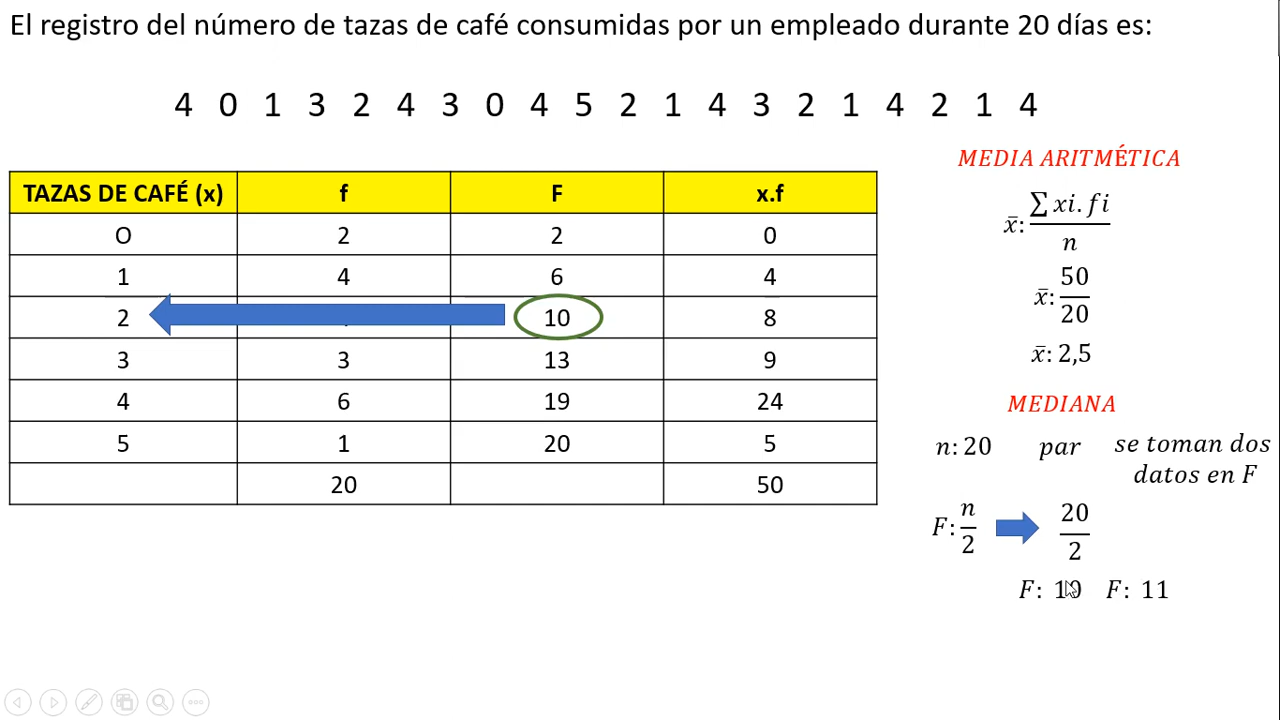 El registro del número de tazas de café consumidas por un empleado durante 20 días es:
4 0 1 3 2 4 3 0 4 5 2 1 4 3 2 1 4 2 1 4
TAZAS DE CAFÉ (x) f F x.f
O 2 2 0
1 4 6 4
2 10 8
3 3 13 9
4 6 19 24
5 1 20 5
20 50
MEDIA ARITMÉTICA
x̄: ∑ xi. fi / n
x̄: 50 / 20
x̄: 2,5
MEDIANA
n: 20 par se toman dos datos en F
F: n / 2 20 / 2
F: 10 F: 11